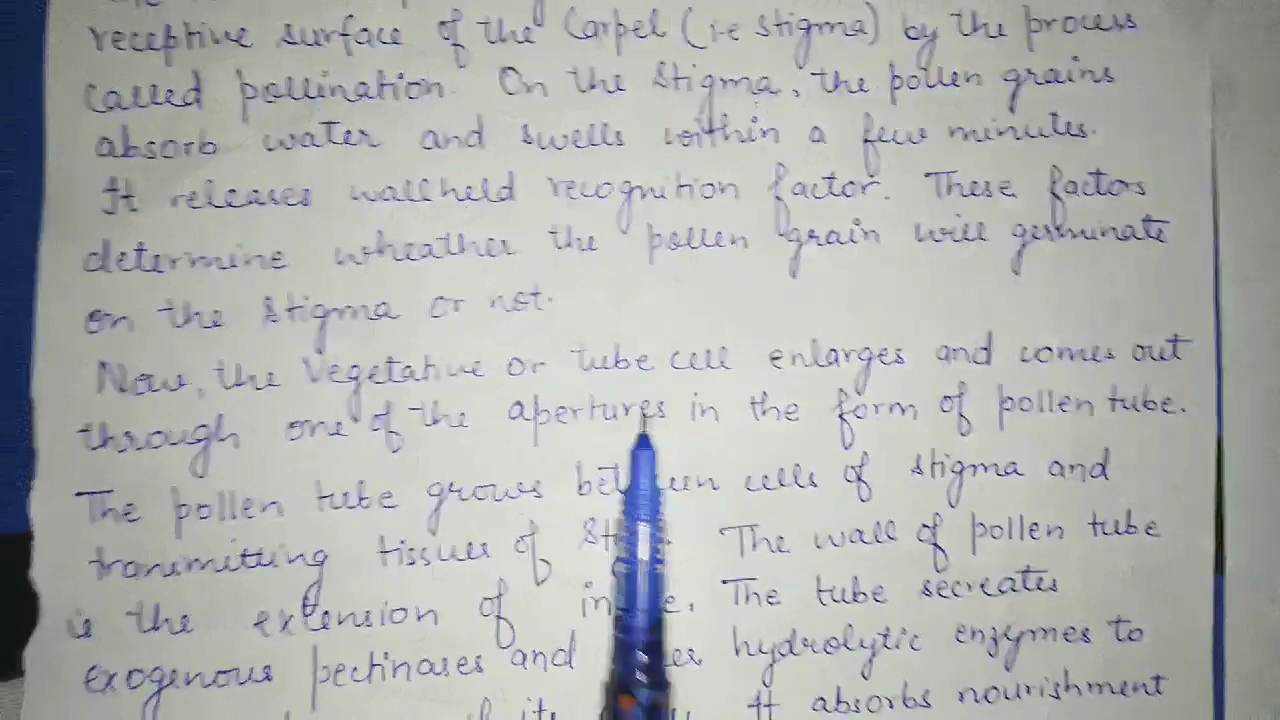 receptive surface of the Carpel (i.e stigma) by the process
called pollination. On the stigma, the pollen grains
absorb water and swells within a few minutes.
It releases wall held recognition factor. These factors
determine wheather the pollen grain will germinate
on the stigma or not.
Now, the Vegetative or tube cell enlarges and comes out
through one of the apertures in the form of pollen tube.
The pollen tube grows between cells of stigma and
transmitting tissues of The wall of pollen tube
is the extension of The tube secreates
exogenous pectinases and hydrolytic enzymes to
It absorbs nourishment